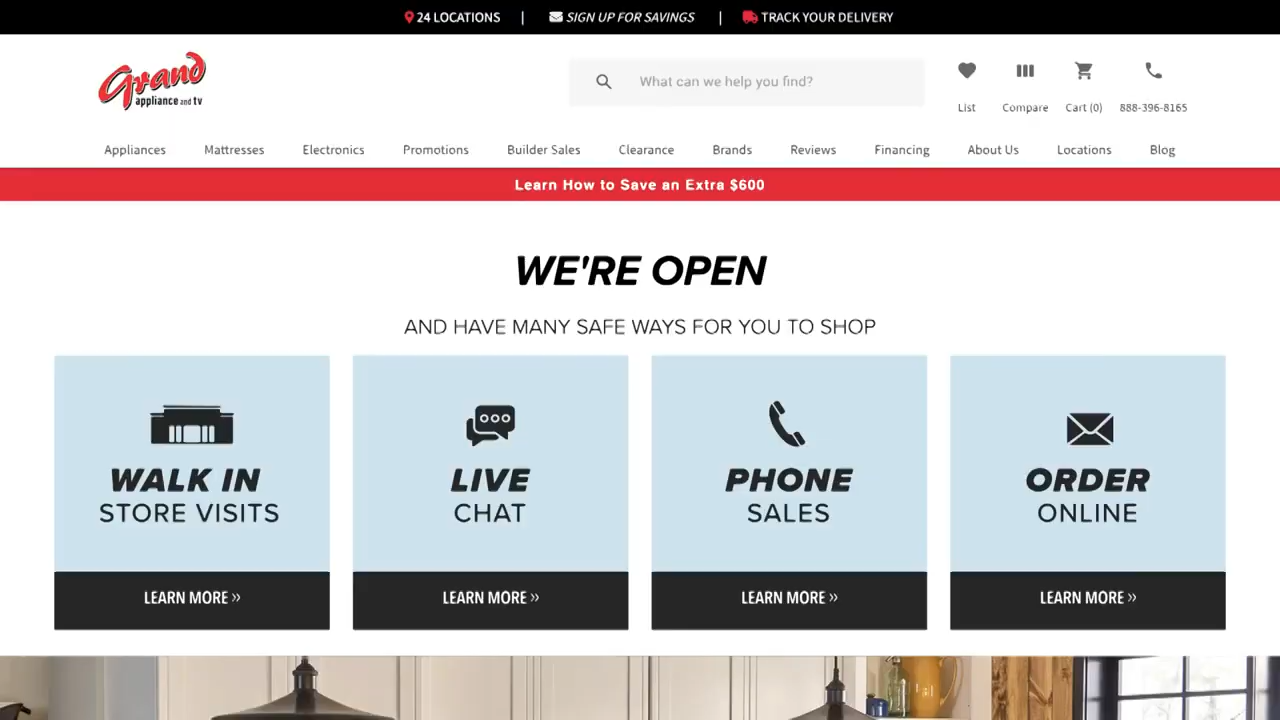 24 LOCATIONS | SIGN UP FOR SAVINGS | TRACK YOUR DELIVERY
Grand
appliance and tv
What can we help you find?
List Compare Cart (0) 888-396-8165
Appliances Mattresses Electronics Promotions Builder Sales Clearance Brands Reviews Financing About Us Locations Blog
Learn How to Save an Extra $600
WE'RE OPEN
AND HAVE MANY SAFE WAYS FOR YOU TO SHOP
WALK IN
STORE VISITS
LEARN MORE »
LIVE
CHAT
LEARN MORE »
PHONE
SALES
LEARN MORE »
ORDER
ONLINE
LEARN MORE »